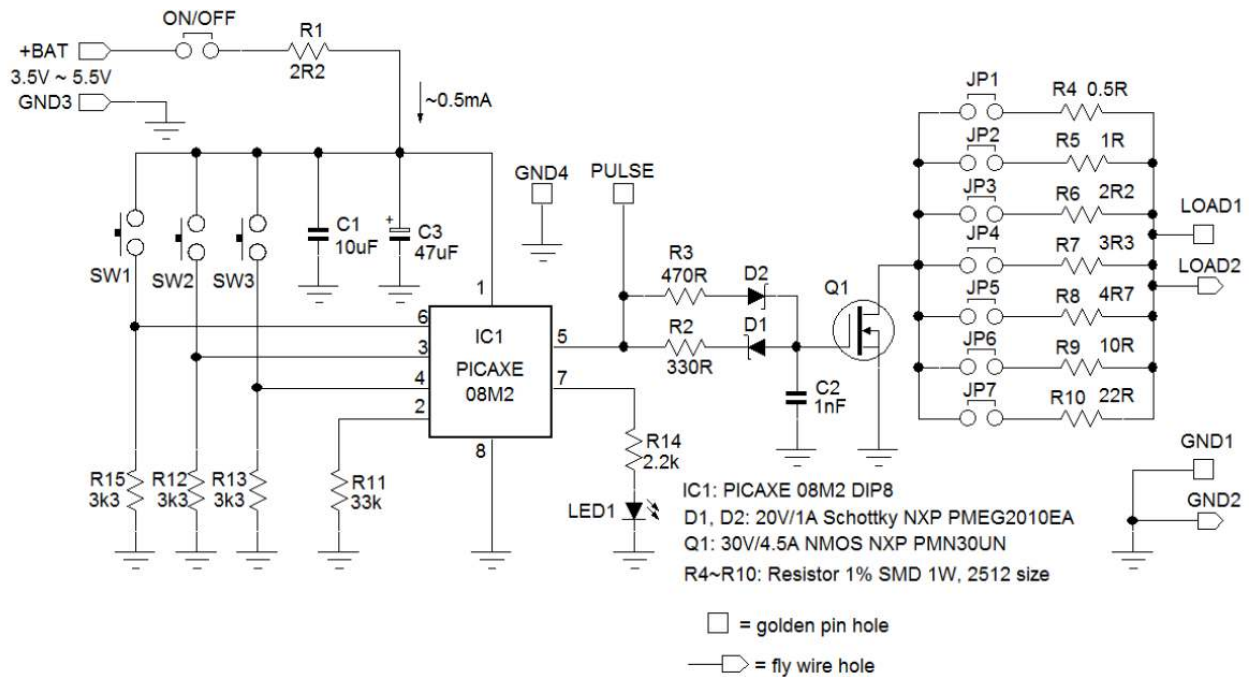 ON/OFF
R1
+BAT
2R2
3.5V ~ 5.5V
GND3
~0.5mA
JP1
R4 0.5R
JP2
R5 1R
GND4
PULSE
JP3
R6 2R2
LOAD1
C1
10uF
+
C3
47uF
JP4
R7 3R3
SW1
SW2
SW3
R3
470R
D2
Q1
LOAD2
1
JP5
R8 4R7
6
IC1
5
D1
3
PICAXE
R2
330R
JP6
R9 10R
4
08M2
7
C2
1nF
2
JP7
R10 22R
8
R14
2.2k
GND1
R15
3k3
R12
3k3
R13
3k3
R11
33k
IC1: PICAXE 08M2 DIP8
GND2
LED1
D1, D2: 20V/1A Schottky NXP PMEG2010EA
Q1: 30V/4.5A NMOS NXP PMN30UN
R4~R10: Resistor 1% SMD 1W, 2512 size
= golden pin hole
= fly wire hole